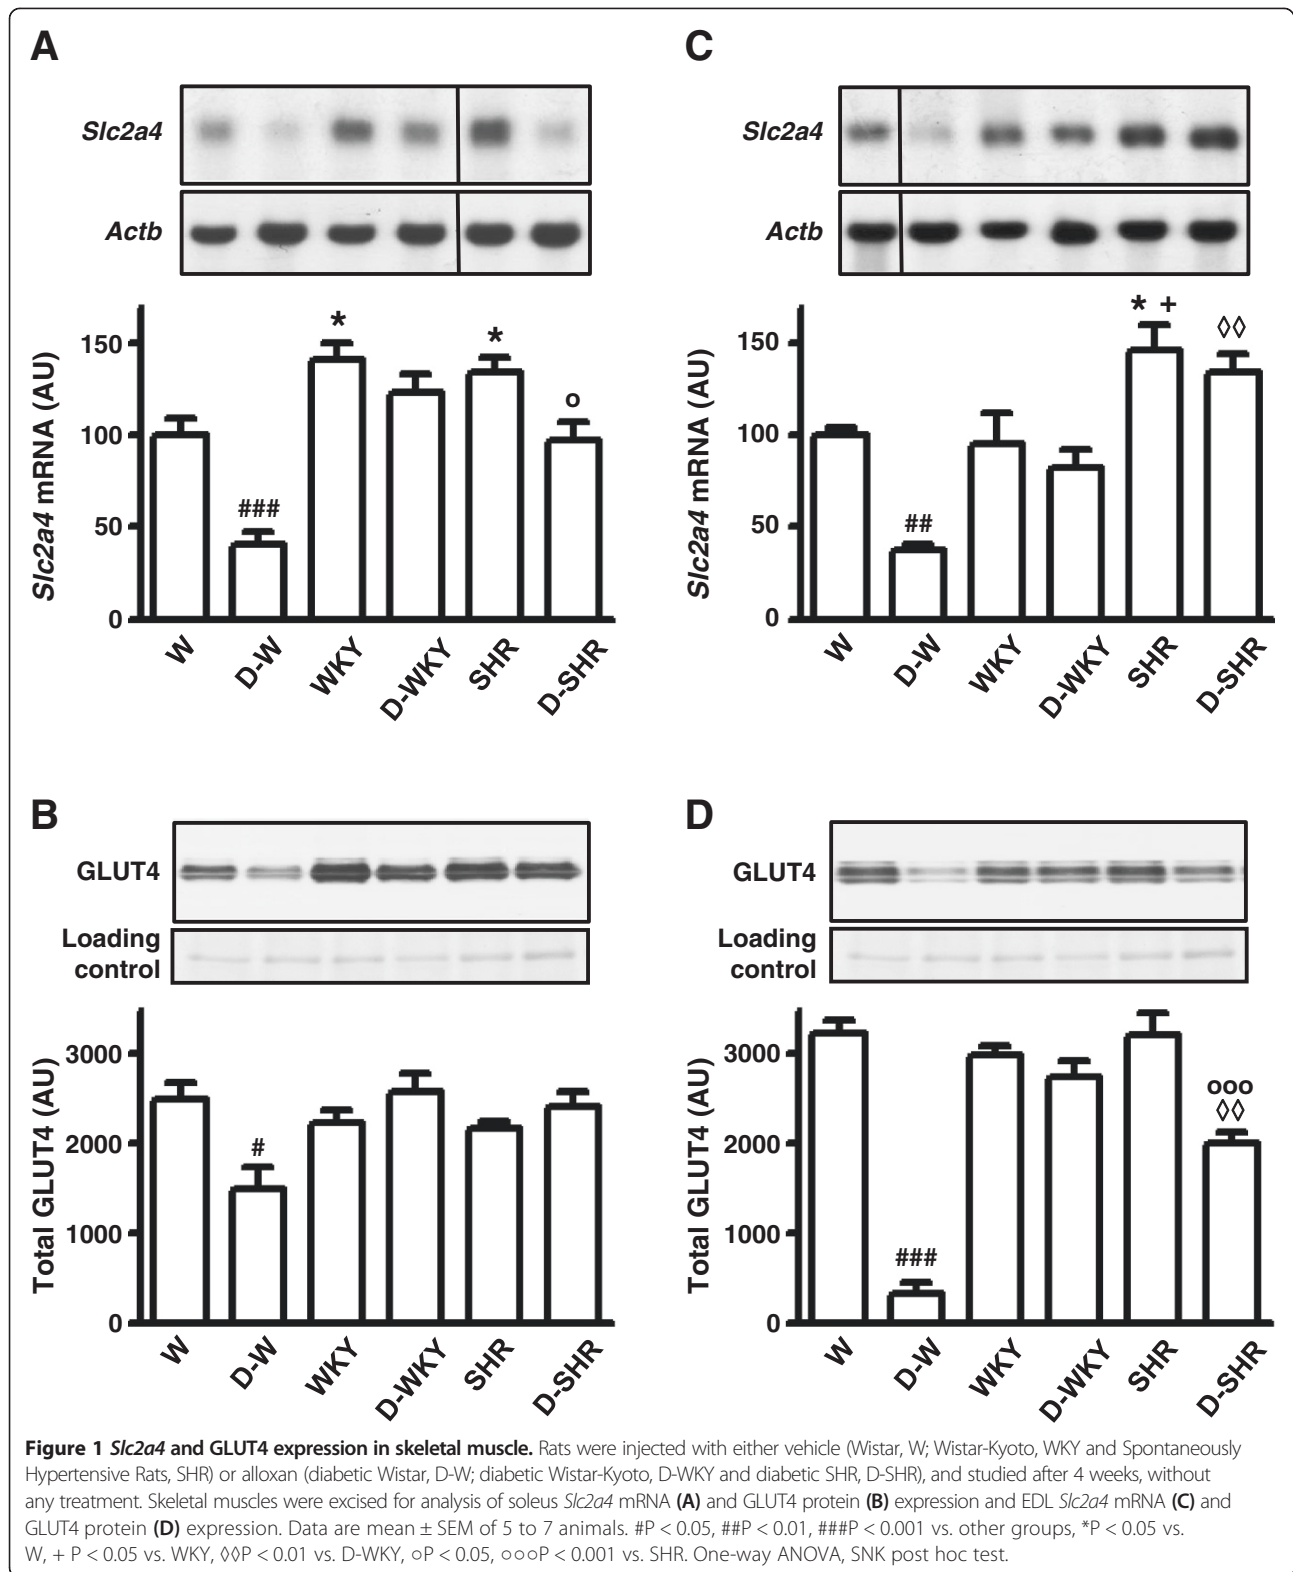 A
Slc2a4
Actb
Slc2a4 mRNA (AU)
150
100
50
0
*
*
o
###
W
D-W
WKY
D-WKY
SHR
D-SHR
C
Slc2a4
Actb
Slc2a4 mRNA (AU)
150
100
50
0
* +
◊◊
##
W
D-W
WKY
D-WKY
SHR
D-SHR
B
GLUT4
Loading
control
Total GLUT4 (AU)
3000
2000
1000
0
#
W
D-W
WKY
D-WKY
SHR
D-SHR
D
GLUT4
Loading
control
Total GLUT4 (AU)
3000
2000
1000
0
###
ooo
◊◊
W
D-W
WKY
D-WKY
SHR
D-SHR
Figure 1 Slc2a4 and GLUT4 expression in skeletal muscle. Rats were injected with either vehicle (Wistar, W; Wistar-Kyoto, WKY and Spontaneously
Hypertensive Rats, SHR) or alloxan (diabetic Wistar, D-W; diabetic Wistar-Kyoto, D-WKY and diabetic SHR, D-SHR), and studied after 4 weeks, without
any treatment. Skeletal muscles were excised for analysis of soleus Slc2a4 mRNA (A) and GLUT4 protein (B) expression and EDL Slc2a4 mRNA (C) and
GLUT4 protein (D) expression. Data are mean ± SEM of 5 to 7 animals. #P < 0.05, ##P < 0.01, ###P < 0.001 vs. other groups, *P < 0.05 vs.
W, + P < 0.05 vs. WKY, ◊◊P < 0.01 vs. D-WKY, ○P < 0.05, ○○○P < 0.001 vs. SHR. One-way ANOVA, SNK post hoc test.